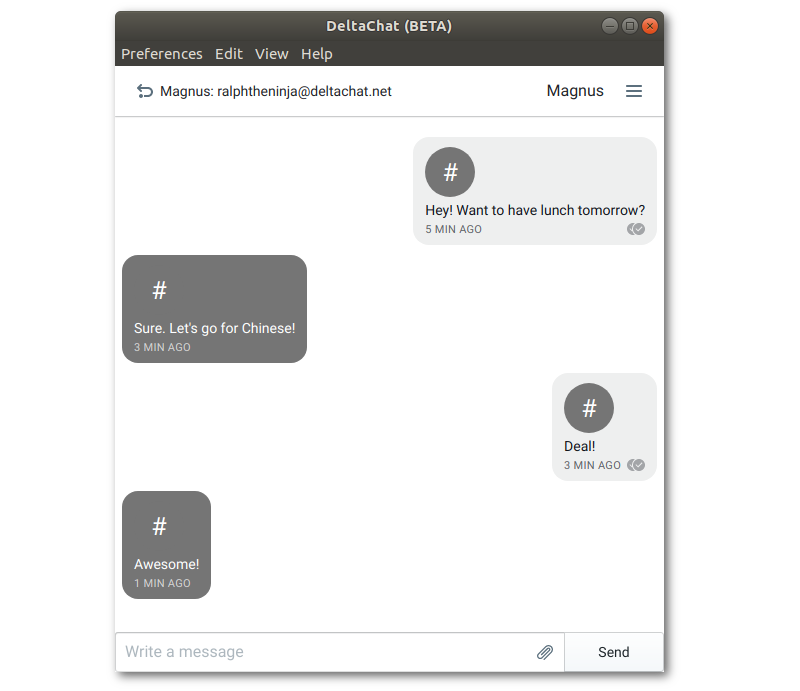 DeltaChat (BETA)
Preferences Edit View Help
Magnus: ralphtheninja@deltachat.net Magnus
#
Hey! Want to have lunch tomorrow?
5 MIN AGO
#
Sure. Let's go for Chinese!
3 MIN AGO
#
Deal!
3 MIN AGO
#
Awesome!
1 MIN AGO
Write a message Send